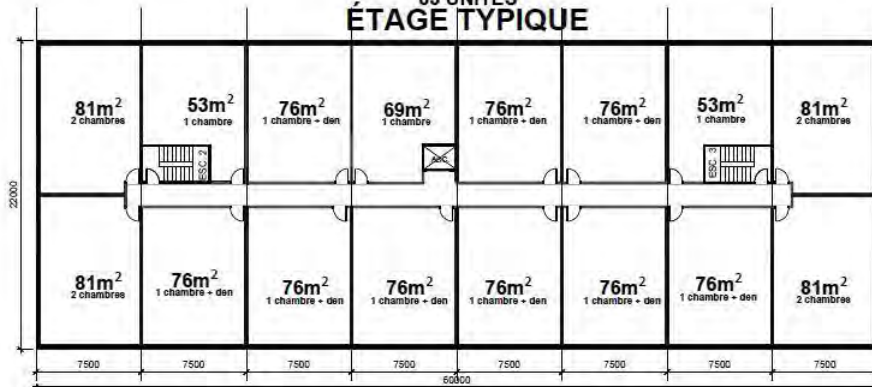 65 UNITÉS
ÉTAGE TYPIQUE
81m²
2 chambres
53m²
1 chambre
76m²
1 chambre + den
69m²
1 chambre
76m²
1 chambre + den
76m²
1 chambre + den
53m²
1 chambre
81m²
2 chambres
ESC. 2
ASC.
ESC. 3
22000
81m²
2 chambres
76m²
1 chambre + den
76m²
1 chambre + den
76m²
1 chambre + den
76m²
1 chambre + den
76m²
1 chambre + den
76m²
1 chambre + den
81m²
2 chambres
7500
7500
7500
7500
7500
7500
7500
7500
60000